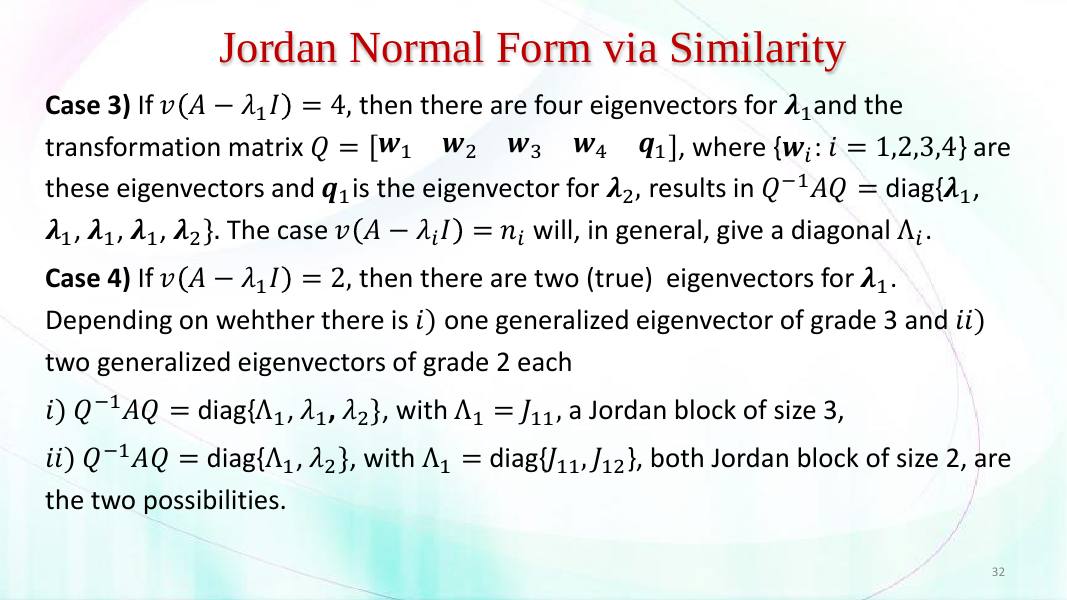 Jordan Normal Form via Similarity
Case 3) If 𝑣(𝐴 − 𝜆₁𝐼) = 4, then there are four eigenvectors for 𝝀₁and the
transformation matrix 𝑄 = [𝒘₁ 𝒘₂ 𝒘₃ 𝒘₄ 𝒒₁], where {𝒘ᵢ: 𝑖 = 1,2,3,4} are
these eigenvectors and 𝒒₁is the eigenvector for 𝝀₂, results in 𝑄⁻¹𝐴𝑄 = diag{𝝀₁,
𝝀₁, 𝝀₁, 𝝀₁, 𝝀₂}. The case 𝑣(𝐴 − 𝜆ᵢ𝐼) = 𝑛ᵢ will, in general, give a diagonal Λᵢ.
Case 4) If 𝑣(𝐴 − 𝜆₁𝐼) = 2, then there are two (true) eigenvectors for 𝝀₁.
Depending on wehther there is 𝑖) one generalized eigenvector of grade 3 and 𝑖𝑖)
two generalized eigenvectors of grade 2 each
𝑖) 𝑄⁻¹𝐴𝑄 = diag{Λ₁, 𝜆₁, 𝜆₂}, with Λ₁ = 𝐽₁₁, a Jordan block of size 3,
𝑖𝑖) 𝑄⁻¹𝐴𝑄 = diag{Λ₁, 𝜆₂}, with Λ₁ = diag{𝐽₁₁, 𝐽₁₂}, both Jordan block of size 2, are
the two possibilities.
32